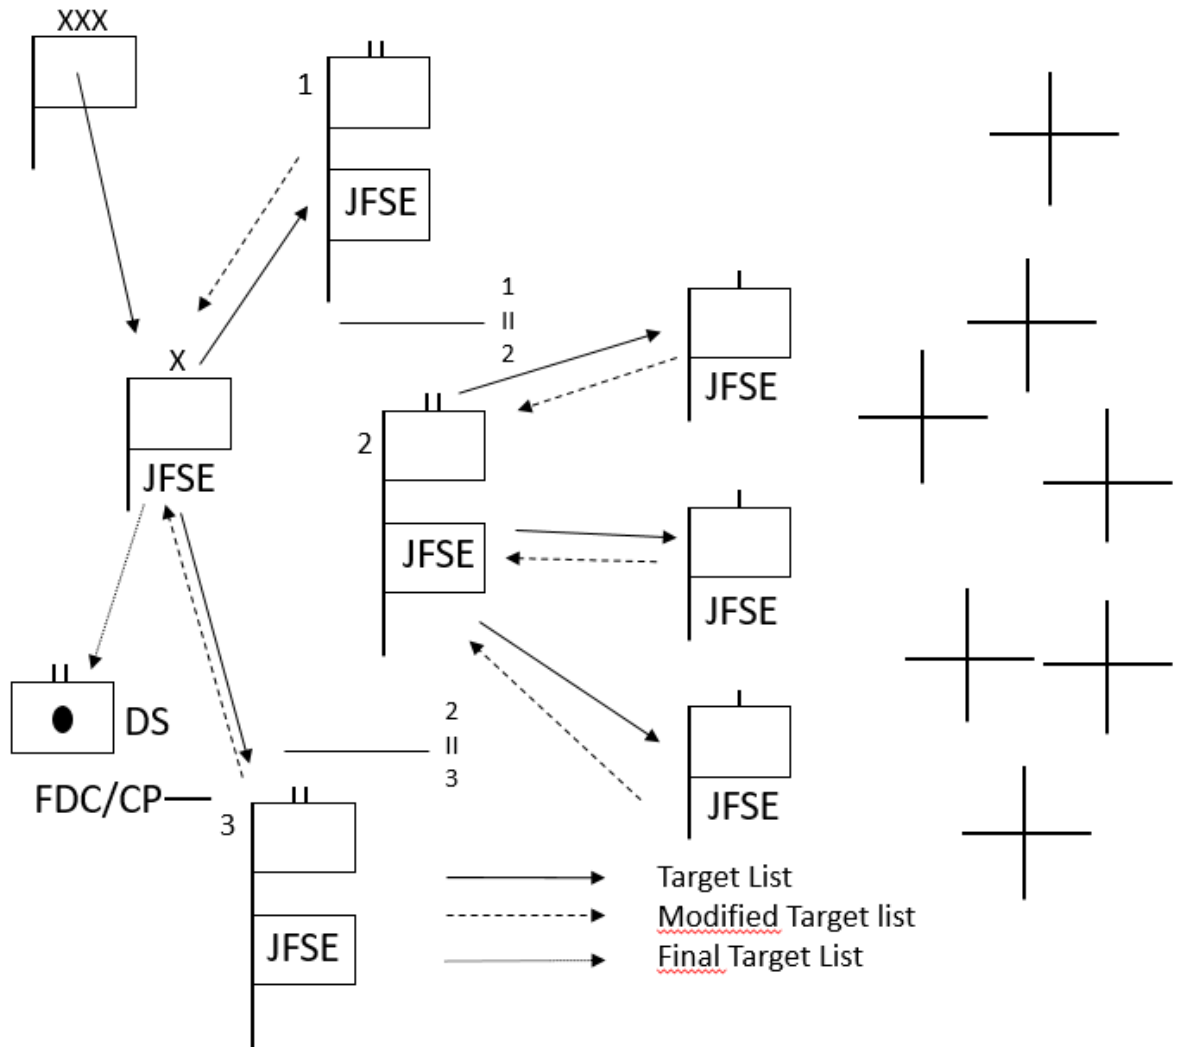 XXX
1
JFSE
1
II
2
X
JFSE
JFSE
2
JFSE
JFSE
DS
2
II
3
FDC/CP
3
JFSE
JFSE
Target List
Modified Target list
Final Target List